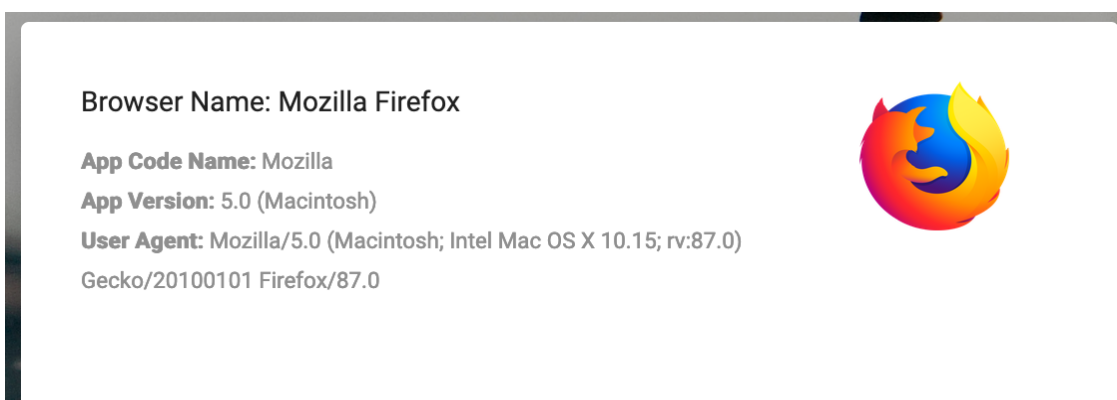 Browser Name: Mozilla Firefox
App Code Name: Mozilla
App Version: 5.0 (Macintosh)
User Agent: Mozilla/5.0 (Macintosh; Intel Mac OS X 10.15; rv:87.0)
Gecko/20100101 Firefox/87.0